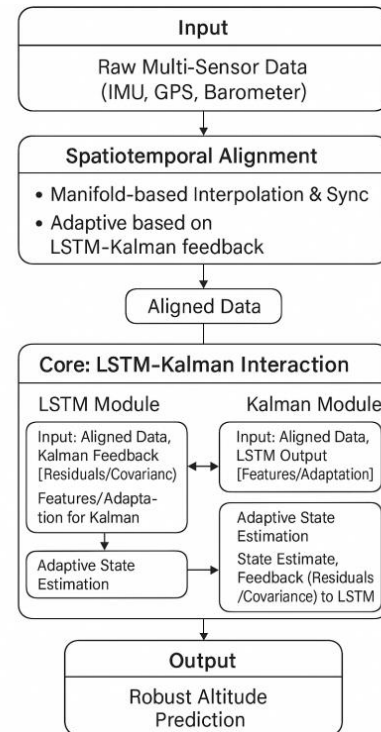 Input
Raw Multi-Sensor Data
(IMU, GPS, Barometer)
Spatiotemporal Alignment
• Manifold-based Interpolation & Sync
• Adaptive based on
LSTM-Kalman feedback
Aligned Data
Core: LSTM-Kalman Interaction
LSTM Module
Input: Aligned Data,
Kalman Feedback
[Residuals/Covarianc)
Features/Adapta-
tion for Kalman
Adaptive State
Estimation
Kalman Module
Input: Aligned Data,
LSTM Output
[Features/Adaptation]
Adaptive State
Estimation
State Estimate,
Feedback (Residuals
/Covariance) to LSTM
Output
Robust Altitude
Prediction